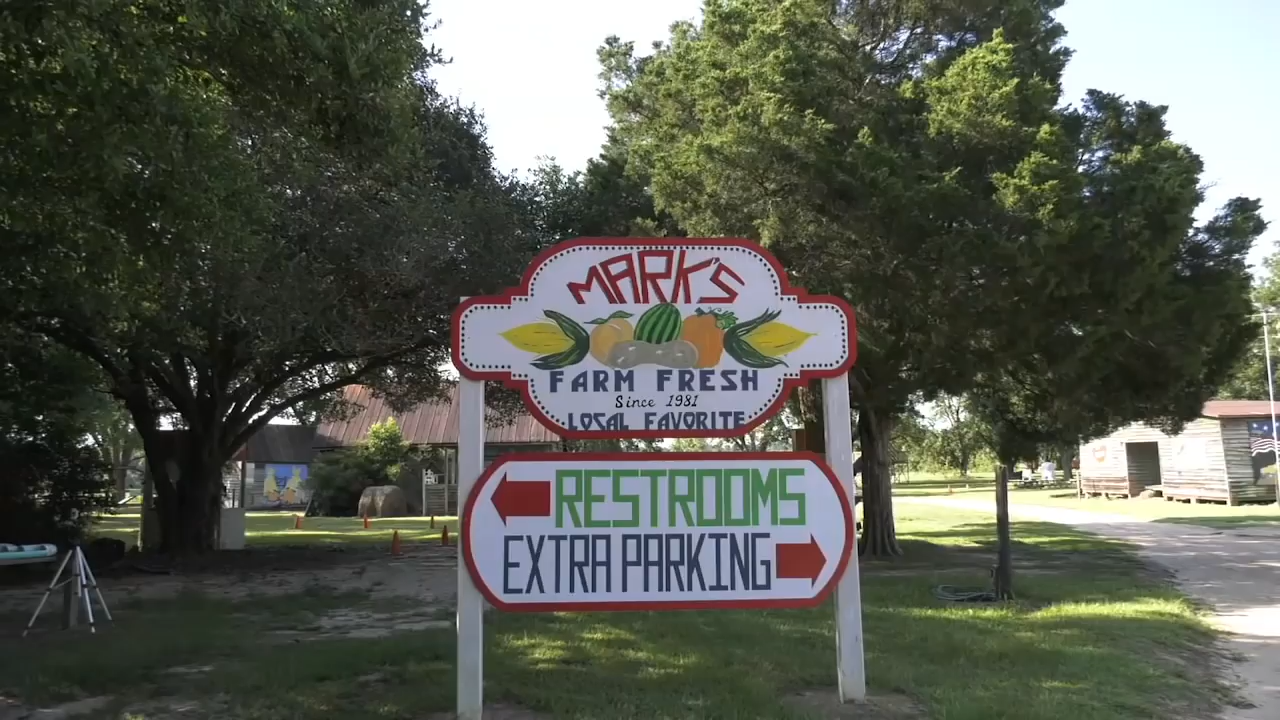 MARK'S
FARM FRESH
Since 1981
LOCAL FAVORITE
RESTROOMS
EXTRA PARKING